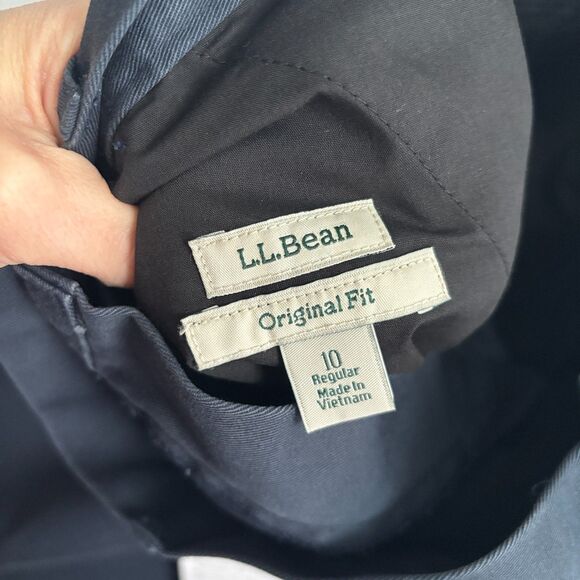 L.L.Bean
Original Fit
10
Regular
Made In
Vietnam